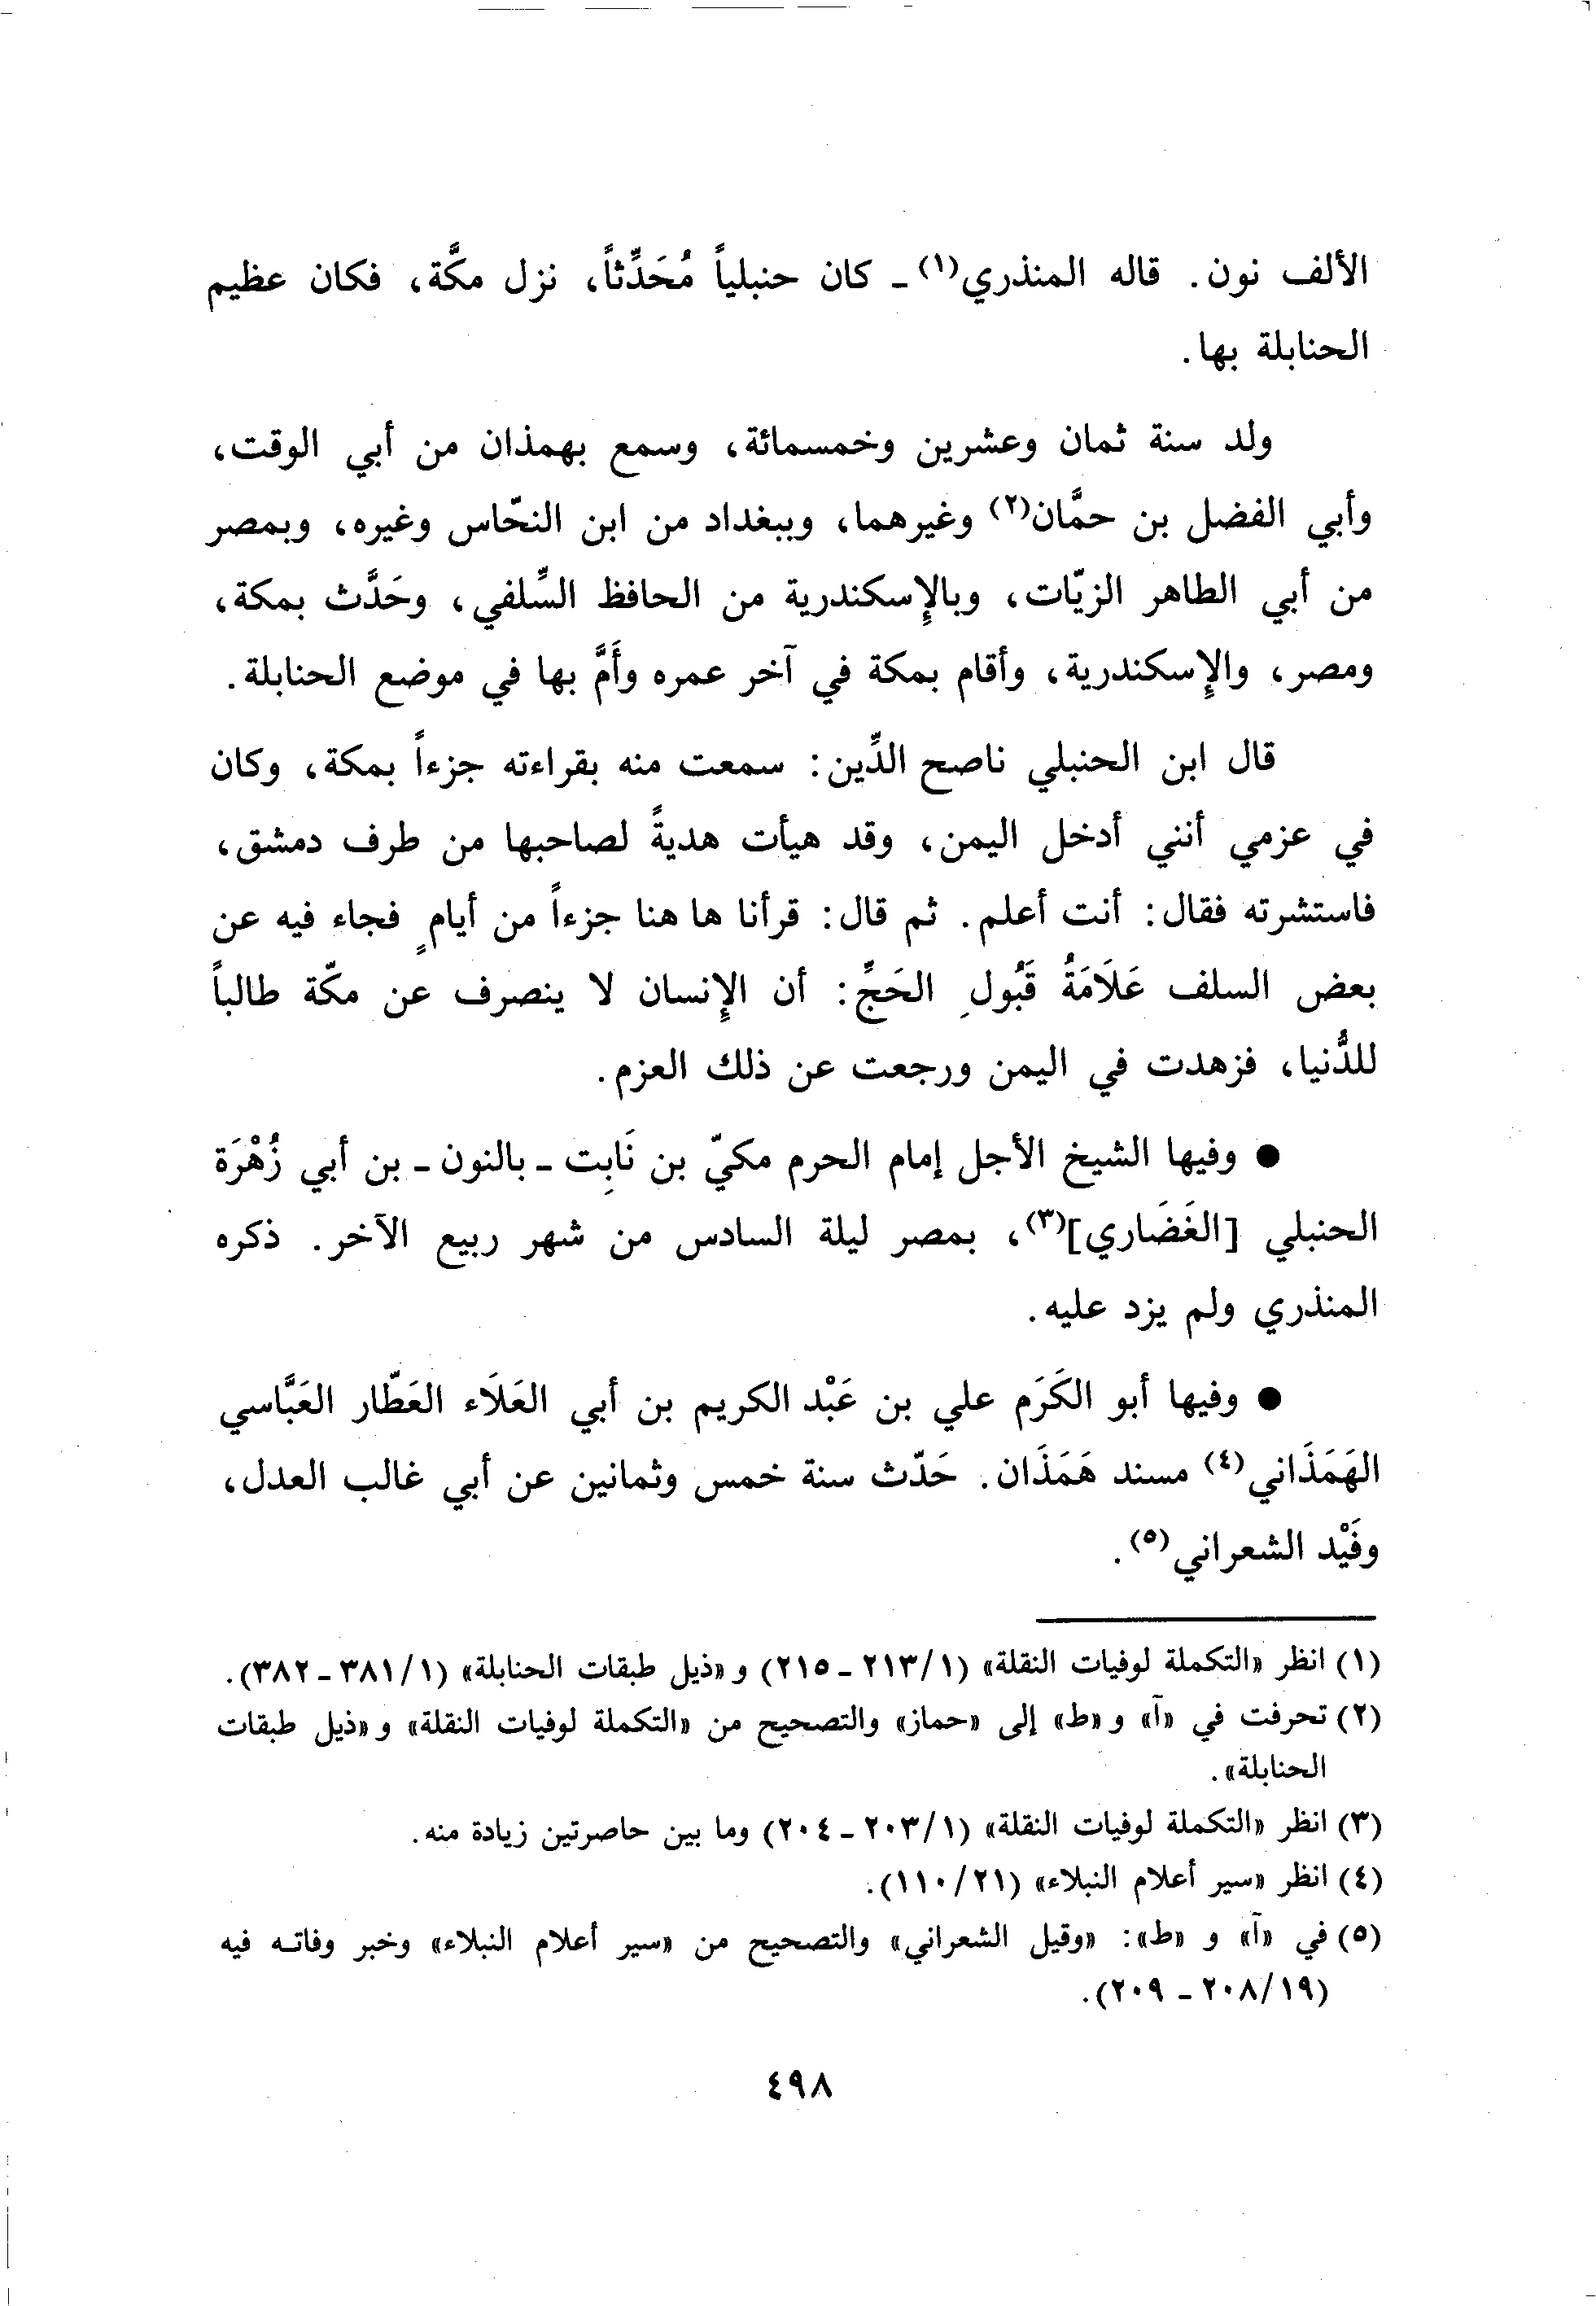 الألف نون. قاله المنذري(١) ـ كان حنبلياً مُحَدِّثاً، نزل مكَّة، فكان عظيم
الحنابلة بها.
ولد سنة ثمان وعشرين وخمسمائة، وسمع بهمذان من أبي الوقت،
وأبي الفضل بن حمَّان(٢) وغيرهما، وببغداد من ابن النحّاس وغيره، وبمصر
من أبي الطاهر الزيّات، وبالإسكندرية من الحافظ السِّلفي، وحَدَّث بمكة،
ومصر، والإسكندرية، وأقام بمكة في آخر عمره وأَمَّ بها في موضع الحنابلة.
قال ابن الحنبلي ناصح الدِّين: سمعت منه بقراءته جزءاً بمكة، وكان
في عزمي أنني أدخل اليمن، وقد هيأت هديةً لصاحبها من طرف دمشق،
فاستشرته فقال: أنت أعلم. ثم قال: قرأنا ها هنا جزءاً من أيامٍ فجاء فيه عن
بعض السلف عَلَامَةُ قَبُولِ الحَجِّ: أن الإنسان لا ينصرف عن مكّة طالباً
للدُّنيا، فزهدت في اليمن ورجعت عن ذلك العزم.
● وفيها الشيخ الأجل إمام الحرم مكيّ بن نَابِت ـ بالنون ـ بن أبي زُهْرَة
الحنبلي [الغَضَاري](٣)، بمصر ليلة السادس من شهر ربيع الآخر. ذكره
المنذري ولم يزد عليه.
● وفيها أبو الكَرَم علي بن عَبْد الكريم بن أبي العَلَاء العَطّار العَبَّاسي
الهَمَذَاني(٤) مسند هَمَذَان. حَدّث سنة خمس وثمانين عن أبي غالب العدل،
وفَيْد الشعراني(٥).
(١) انظر «التكملة لوفيات النقلة» (١/٢١٣ ـ ٢١٥) و «ذيل طبقات الحنابلة» (١/٣٨١ ـ ٣٨٢).
(٢) تحرفت في «آ» و «ط» إلى «حماز» والتصحيح من «التكملة لوفيات النقلة» و «ذيل طبقات
الحنابلة».
(٣) انظر «التكملة لوفيات النقلة» (١/٢٠٣ ـ ٢٠٤) وما بين حاصرتين زيادة منه.
(٤) انظر «سير أعلام النبلاء» (٢١/١١٠).
(٥) في «آ» و «ط»: «وقيل الشعراني» والتصحيح من «سير أعلام النبلاء» وخبر وفاته فيه
(١٩/٢٠٨ ـ ٢٠٩).
٤٩٨